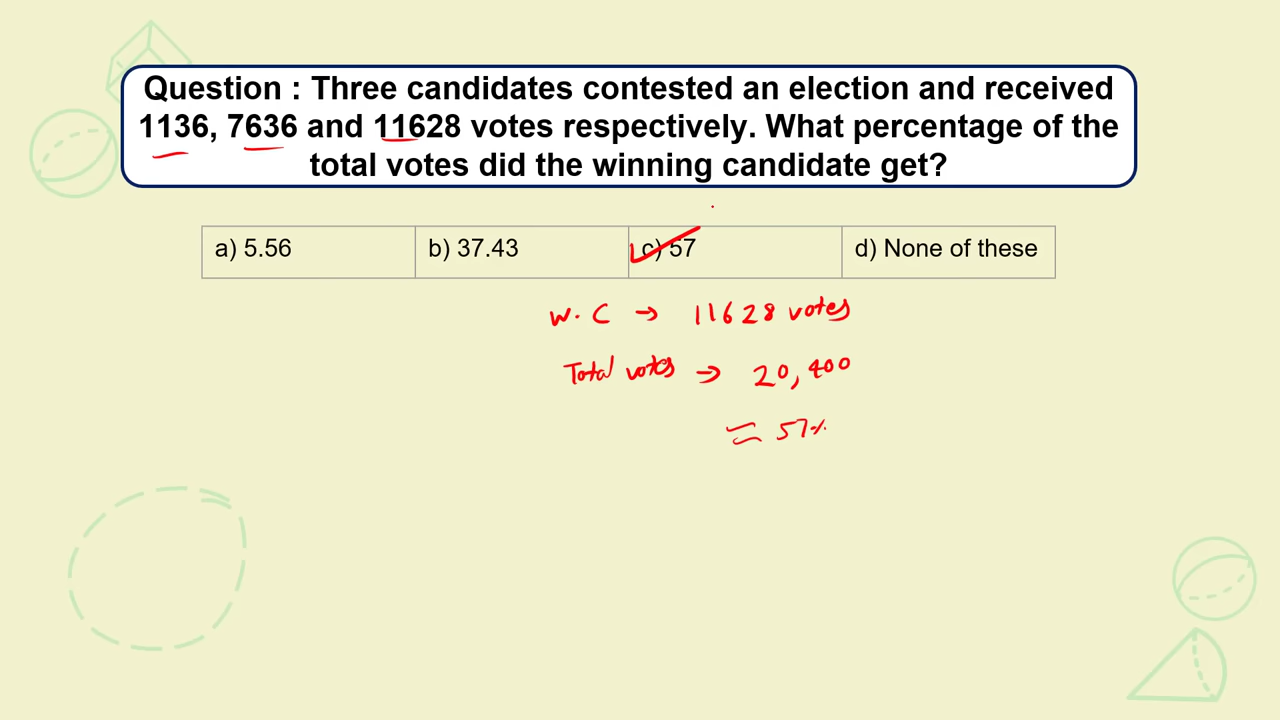 Question : Three candidates contested an election and received
1136, 7636 and 11628 votes respectively. What percentage of the
total votes did the winning candidate get?
a) 5.56 b) 37.43 c) 57 d) None of these
W. C → 11628 votes
Total votes → 20,400
≈ 57%